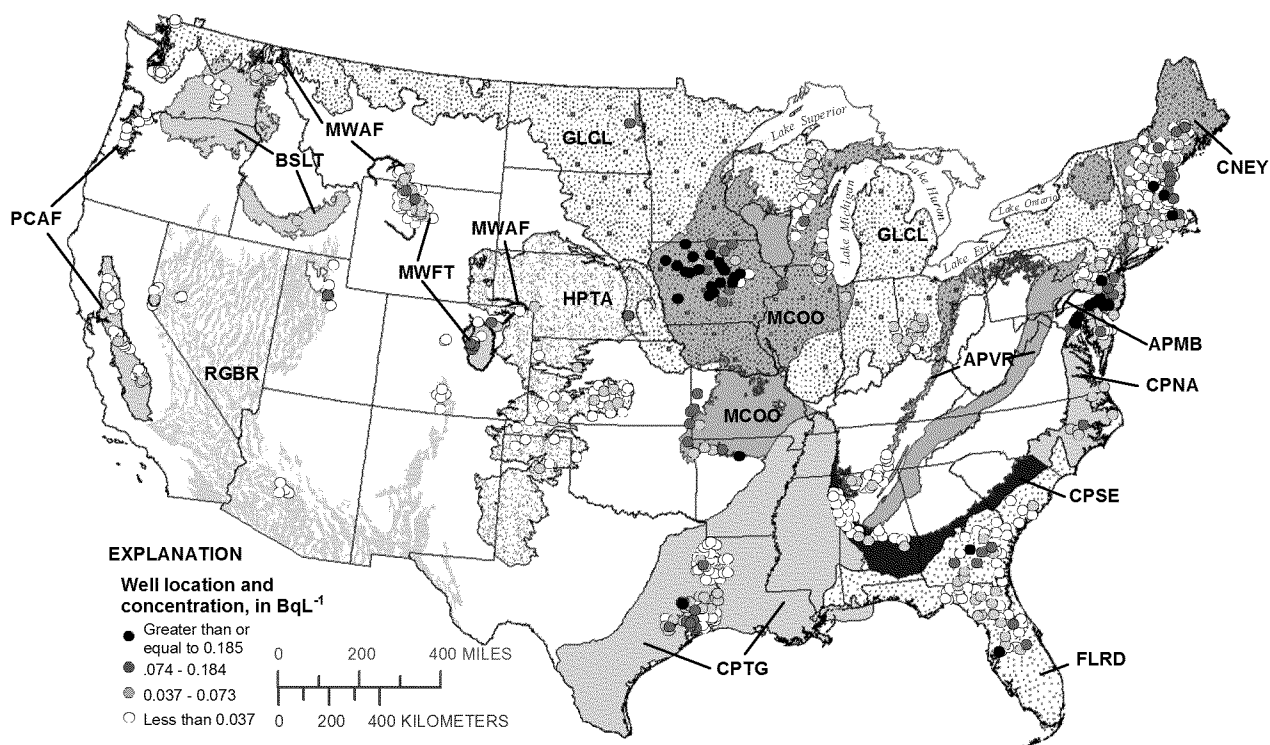 Lake Superior
MWAF
GLCL
CNEY
BSLT
Lake Huron
Lake Michigan
Lake Ontario
PCAF
MWAF
GLCL
Lake Erie
MWFT
HPTA
MCOO
APMB
RGBR
APVR
CPNA
MCOO
CPSE
EXPLANATION
Well location and
concentration, in BqL-1
Greater than or
equal to 0.185
.074 - 0.184
0.037 - 0.073
Less than 0.037
0 200 400 MILES
0 200 400 KILOMETERS
CPTG
FLRD